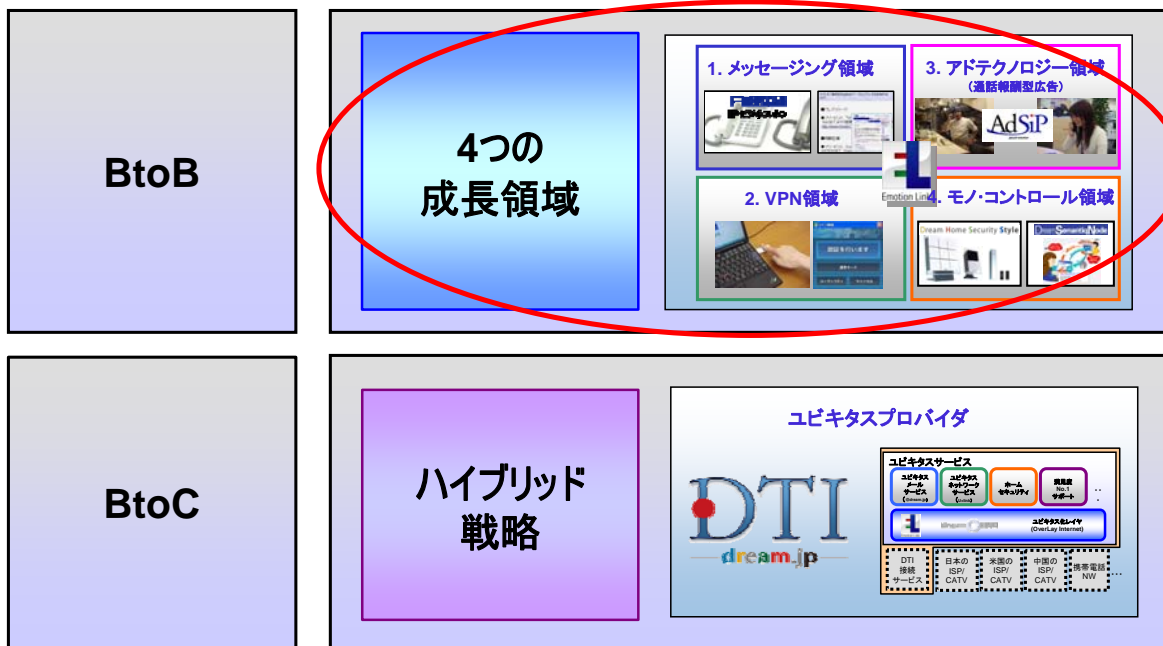 BtoB
4つの
成長領域
1. メッセージング領域
3. アドテクノロジー領域
(通話報酬型広告)
AdSiP
Emotion Link
2. VPN領域
認証を行います
4. モノ・コントロール領域
Dream Home Security Style
DreamSemanticNode
BtoC
ハイブリッド
戦略
ユビキタスプロバイダ
DTI
dream.jp
ユビキタスサービス
ユビキタス
メール
サービス
ユビキタス
ネットワーク
サービス
ホーム
セキュリティ
満足度
No.1
サポート
‥
ユビキタス化レイヤ
(OverLay Internet)
DTI
接続
サービス
日本の
ISP/
CATV
米国の
ISP/
CATV
中国の
ISP/
CATV
携帯電話
NW
…